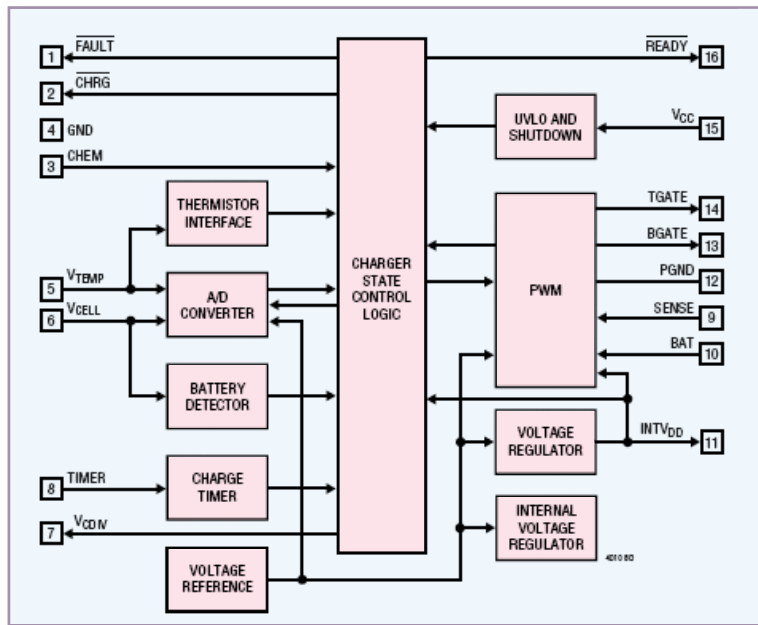 FAULT
1
CHRG
2
4
GND
CHEM
3
THERMISTOR
INTERFACE
VTEMP
5
VCELL
6
A/D
CONVERTER
BATTERY
DETECTOR
TIMER
8
CHARGE
TIMER
VCDIV
7
VOLTAGE
REFERENCE
CHARGER
STATE
CONTROL
LOGIC
READY
16
UVLO AND
SHUTDOWN
VCC
15
PWM
TGATE
14
BGATE
13
PGND
12
SENSE
9
BAT
10
VOLTAGE
REGULATOR
INTVDD
11
INTERNAL
VOLTAGE
REGULATOR